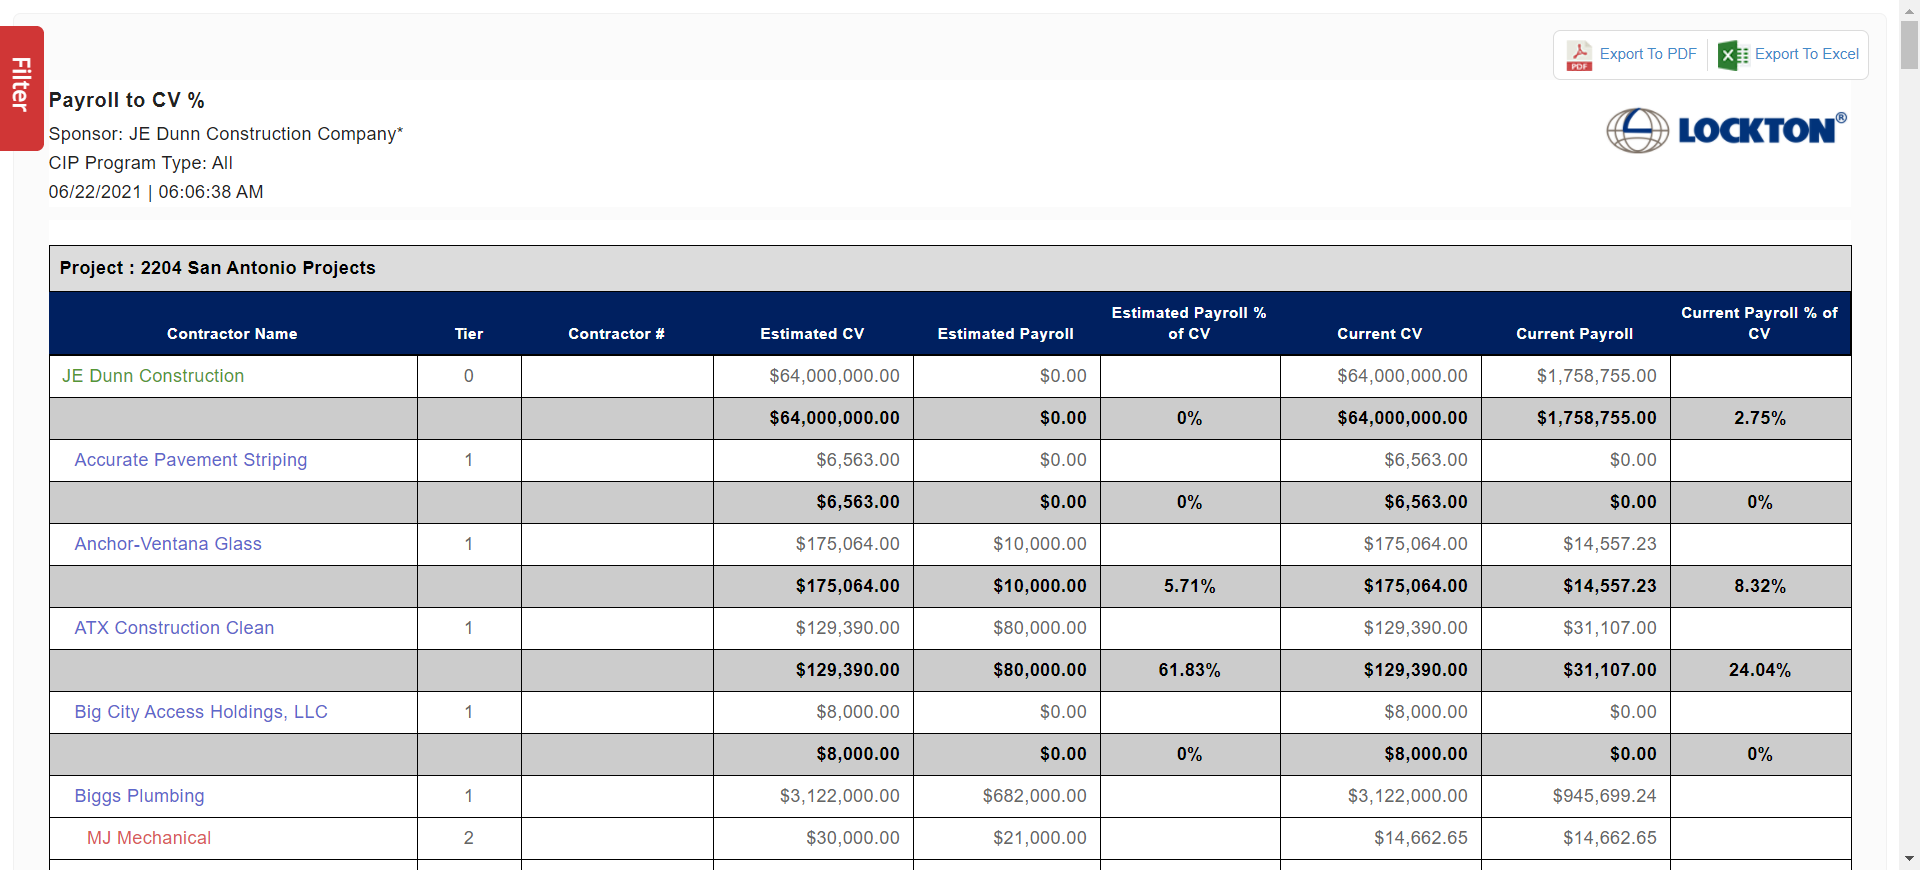 Filter
PDF
Export To PDF
Export To Excel
Payroll to CV %
Sponsor: JE Dunn Construction Company*
CIP Program Type: All
06/22/2021 | 06:06:38 AM
LOCKTON®
Project : 2204 San Antonio Projects
Contractor Name Tier Contractor # Estimated CV Estimated Payroll Estimated Payroll % of CV Current CV Current Payroll Current Payroll % of CV
JE Dunn Construction 0 $64,000,000.00 $0.00 $64,000,000.00 $1,758,755.00
$64,000,000.00 $0.00 0% $64,000,000.00 $1,758,755.00 2.75%
Accurate Pavement Striping 1 $6,563.00 $0.00 $6,563.00 $0.00
$6,563.00 $0.00 0% $6,563.00 $0.00 0%
Anchor-Ventana Glass 1 $175,064.00 $10,000.00 $175,064.00 $14,557.23
$175,064.00 $10,000.00 5.71% $175,064.00 $14,557.23 8.32%
ATX Construction Clean 1 $129,390.00 $80,000.00 $129,390.00 $31,107.00
$129,390.00 $80,000.00 61.83% $129,390.00 $31,107.00 24.04%
Big City Access Holdings, LLC 1 $8,000.00 $0.00 $8,000.00 $0.00
$8,000.00 $0.00 0% $8,000.00 $0.00 0%
Biggs Plumbing 1 $3,122,000.00 $682,000.00 $3,122,000.00 $945,699.24
MJ Mechanical 2 $30,000.00 $21,000.00 $14,662.65 $14,662.65